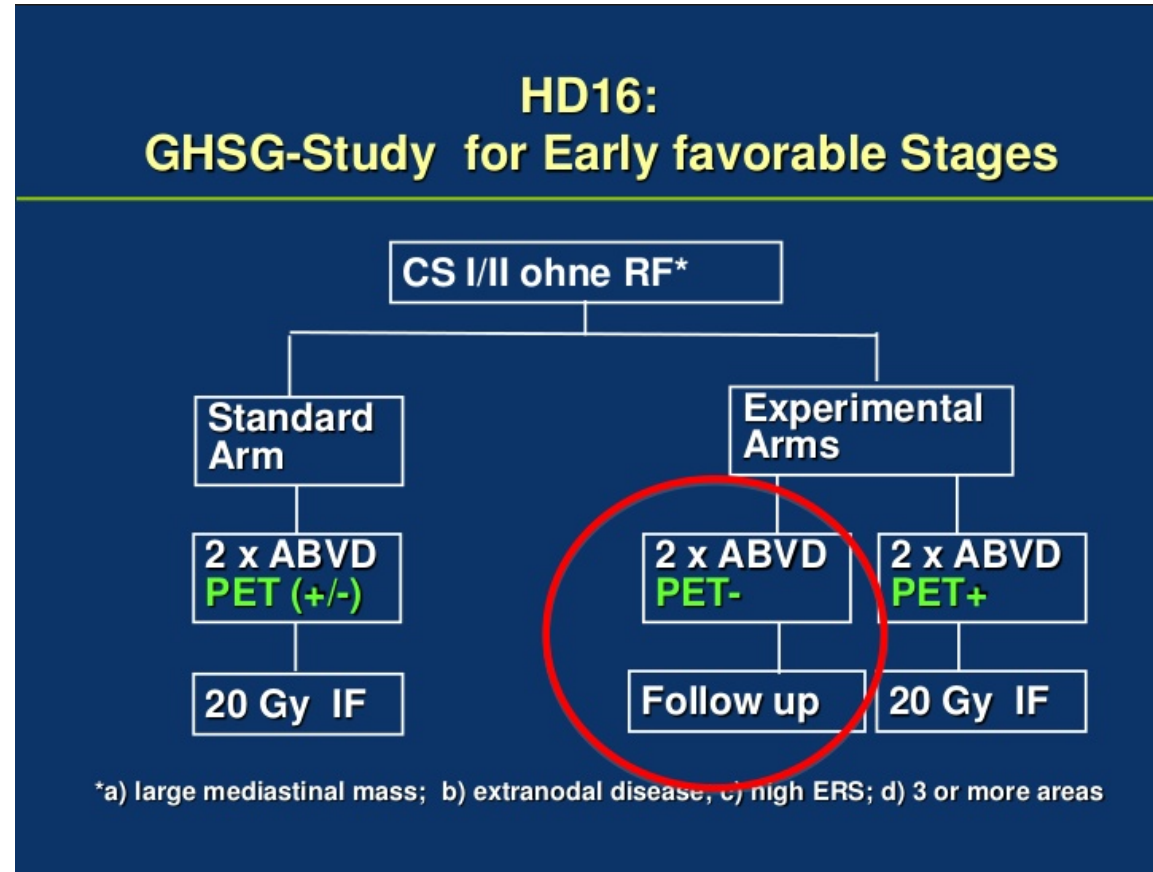 HD16:
GHSG-Study for Early favorable Stages
CS I/II ohne RF*
Standard
Arm
Experimental
Arms
2 x ABVD
PET (+/-)
2 x ABVD
PET-
2 x ABVD
PET+
20 Gy IF
Follow up
20 Gy IF
*a) large mediastinal mass; b) extranodal disease; c) high ERS; d) 3 or more areas